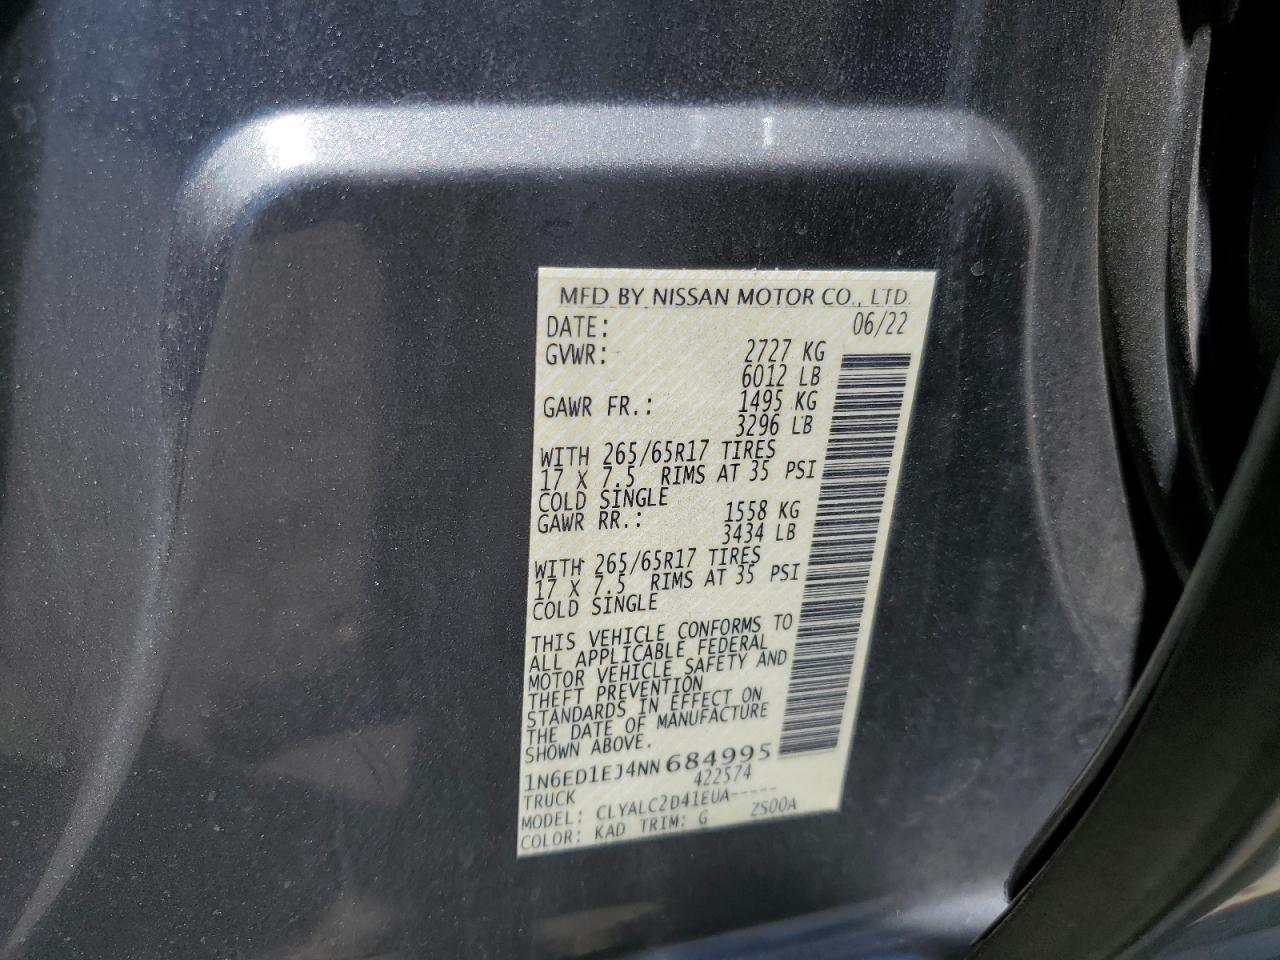 MFD BY NISSAN MOTOR CO., LTD.
DATE: 06/22
GVWR: 2727 KG
6012 LB
GAWR FR.: 1495 KG
3296 LB
WITH 265/65R17 TIRES
17 X 7.5 RIMS AT 35 PSI
COLD SINGLE
GAWR RR.: 1558 KG
3434 LB
WITH 265/65R17 TIRES
17 X 7.5 RIMS AT 35 PSI
COLD SINGLE
THIS VEHICLE CONFORMS TO
ALL APPLICABLE FEDERAL
MOTOR VEHICLE SAFETY AND
THEFT PREVENTION
STANDARDS IN EFFECT ON
THE DATE OF MANUFACTURE
SHOWN ABOVE.
1N6ED1EJ4NN684995
TRUCK 422574
MODEL: CLYALC2D41EUA-----
COLOR: KAD TRIM: G ZS00A